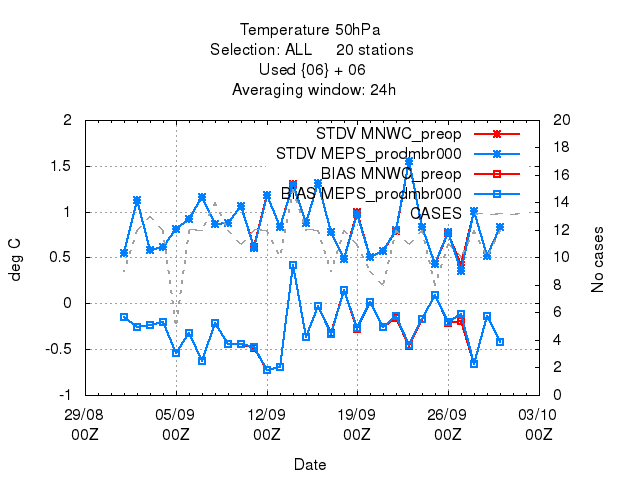 Temperature 50hPa
Selection: ALL     20 stations
Used {06} + 06
Averaging window: 24h
STDV MNWC_preop
STDV MEPS_prodmbr000
BIAS MNWC_preop
BIAS MEPS_prodmbr000
CASES
deg C
2
1.5
1
0.5
0
-0.5
-1
No cases
20
18
16
14
12
10
8
6
4
2
0
29/08 05/09 12/09 19/09 26/09 03/10
00Z 00Z 00Z 00Z 00Z 00Z
Date